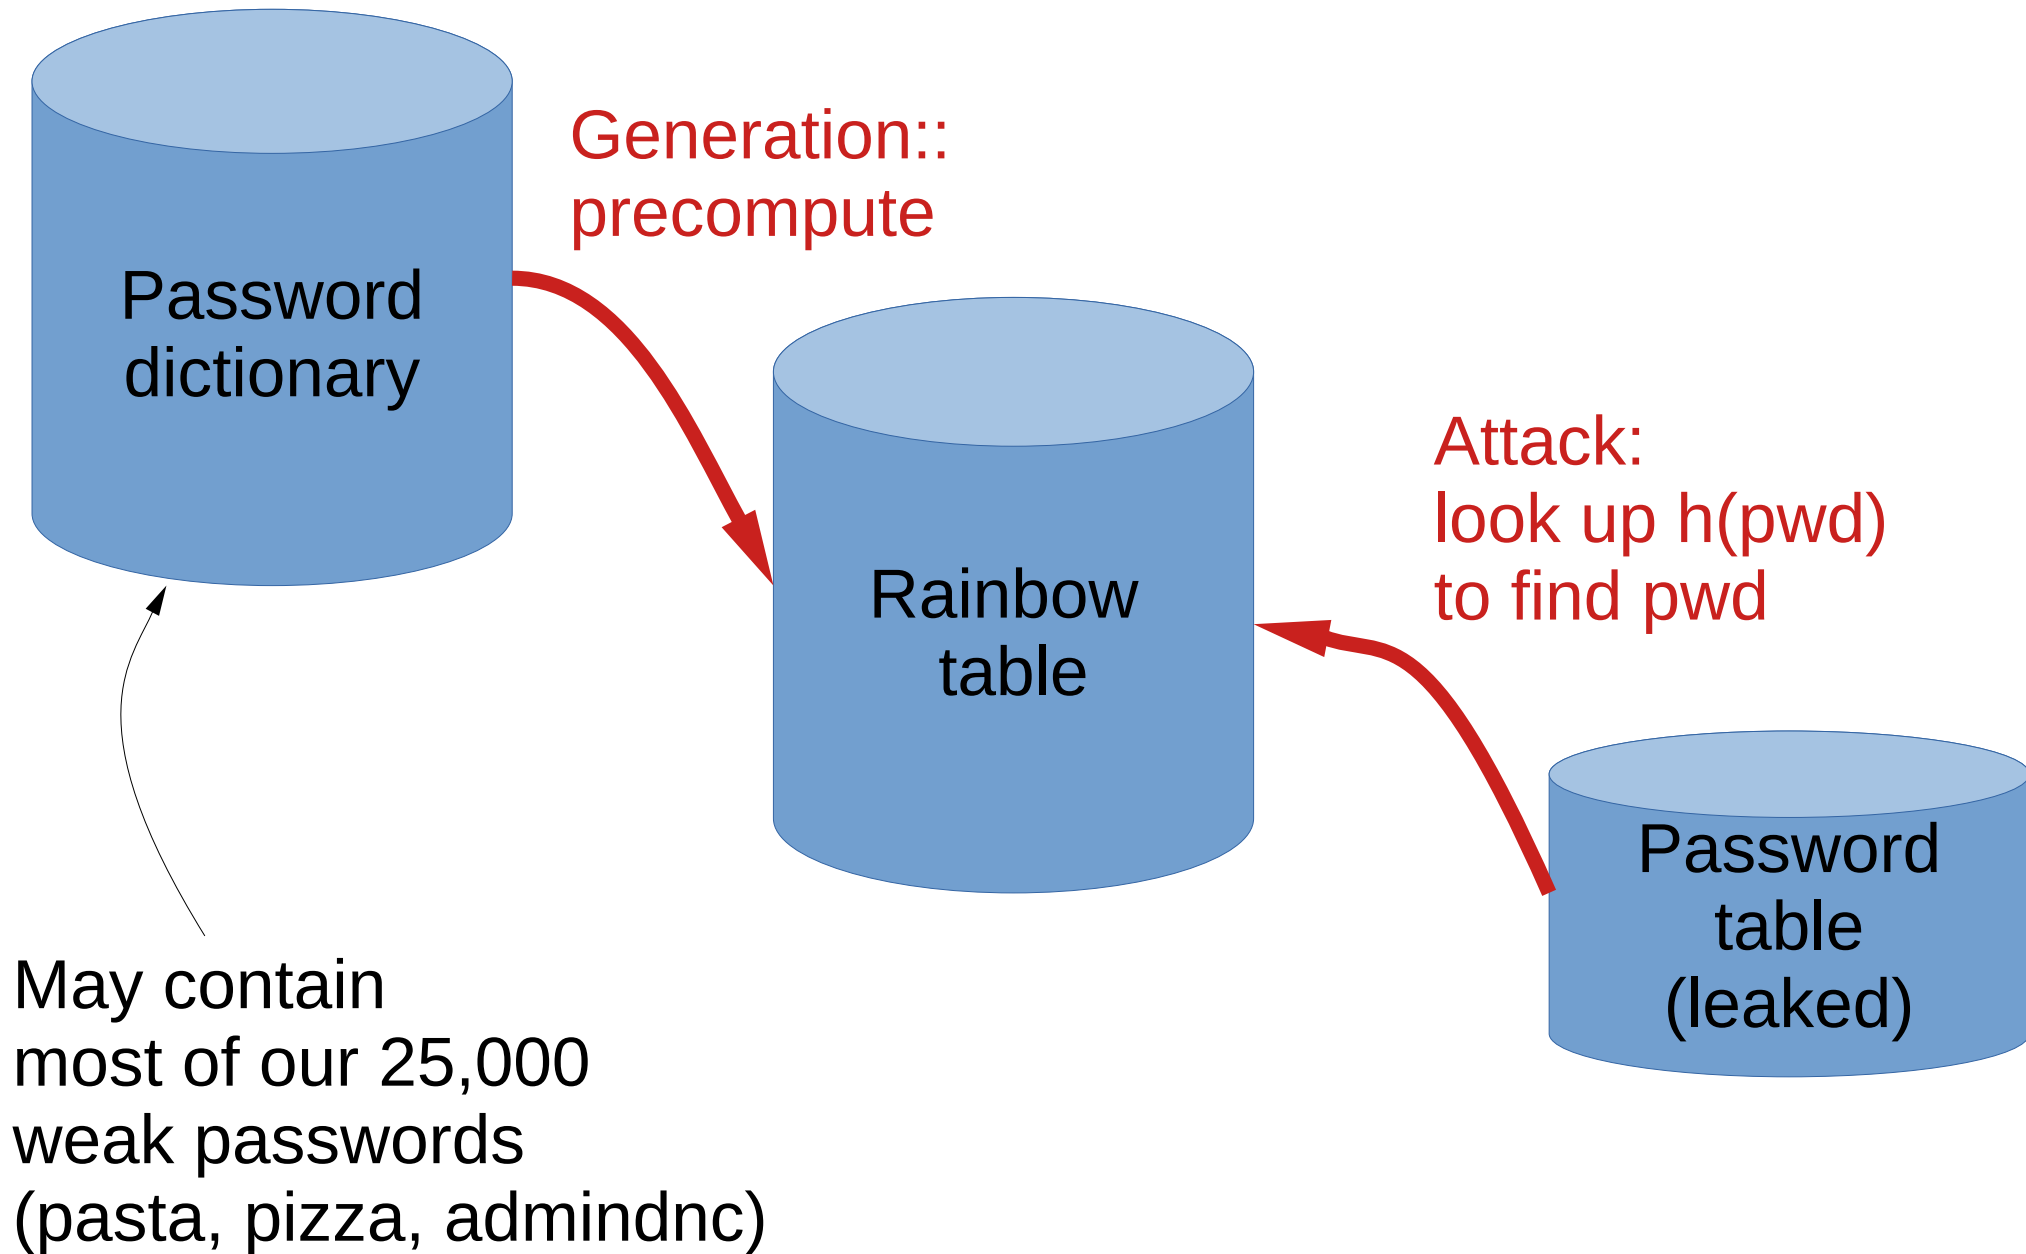 Password
dictionary
Generation::
precompute
Rainbow
table
Attack:
look up h(pwd)
to find pwd
Password
table
(leaked)
May contain
most of our 25,000
weak passwords
(pasta, pizza, admindnc)